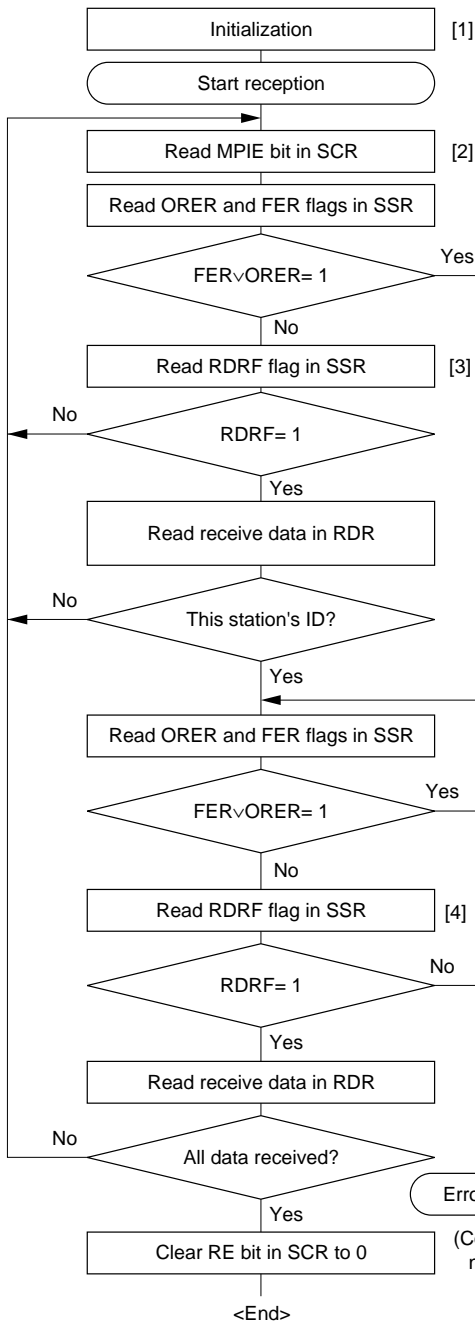 Initialization
[1]
Start reception
Read MPIE bit in SCR
[2]
Read ORER and FER flags in SSR
FER∨ORER= 1
Yes
No
Read RDRF flag in SSR
[3]
No
RDRF= 1
Yes
Read receive data in RDR
No
This station's ID?
Yes
Read ORER and FER flags in SSR
FER∨ORER= 1
Yes
No
Read RDRF flag in SSR
[4]
RDRF= 1
No
Yes
Read receive data in RDR
No
All data received?
Yes
Clear RE bit in SCR to 0
<End>